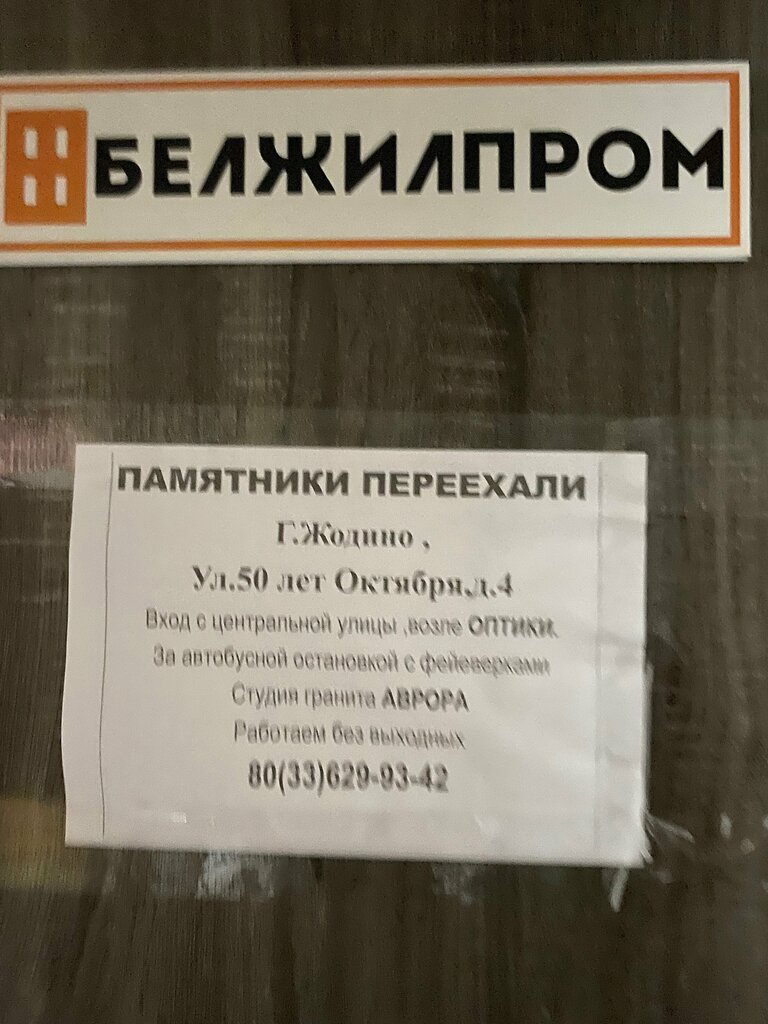 БЕЛЖИЛПРОМ
ПАМЯТНИКИ ПЕРЕЕХАЛИ
Г.Жодино ,
Ул.50 лет Октября,д.4
Вход с центральной улицы ,возле ОПТИКИ.
За автобусной остановкой с фейеверками
Студия гранита АВРОРА
Работаем без выходных
80(33)629-93-42